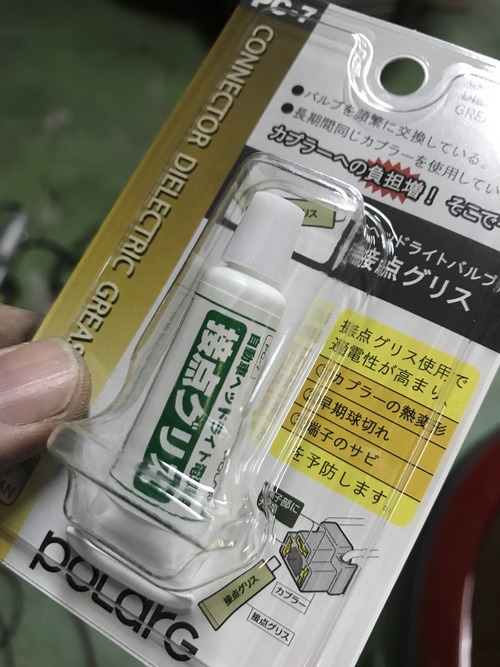 PC-7
CONNECTOR DIELECTRIC GREAS
GREA
●バルブを頻繁に交換している。
●長期間同じカプラーを使用してい
カプラーへの負担増! そこで
ドライトバルブ
接点グリス
接点グリス使用で
通電性が高まり
カプラーの熱変形
早期球切れ
端子のサビ
を予防します。
自動車ヘッドライト
接点グリス
子部に
カプラー
接点グリス
接点グリス
PoLaRG